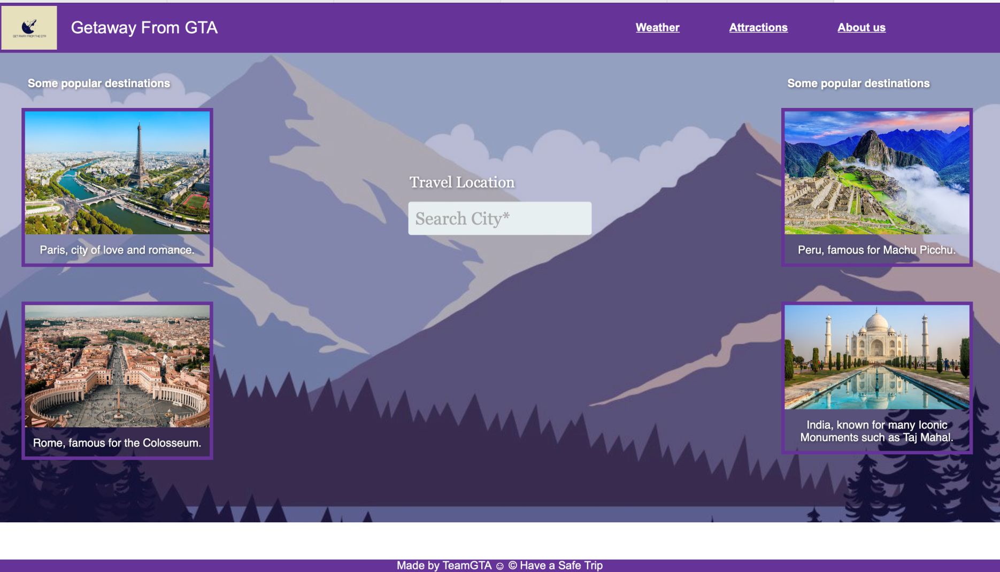 GET AWAY FROM THE GTA
Getaway From GTA
Weather
Attractions
About us
Some popular destinations
Some popular destinations
Travel Location
Search City*
Paris, city of love and romance.
Peru, famous for Machu Picchu.
Rome, famous for the Colosseum.
India, known for many Iconic
Monuments such as Taj Mahal.
Made by TeamGTA ☺ © Have a Safe Trip